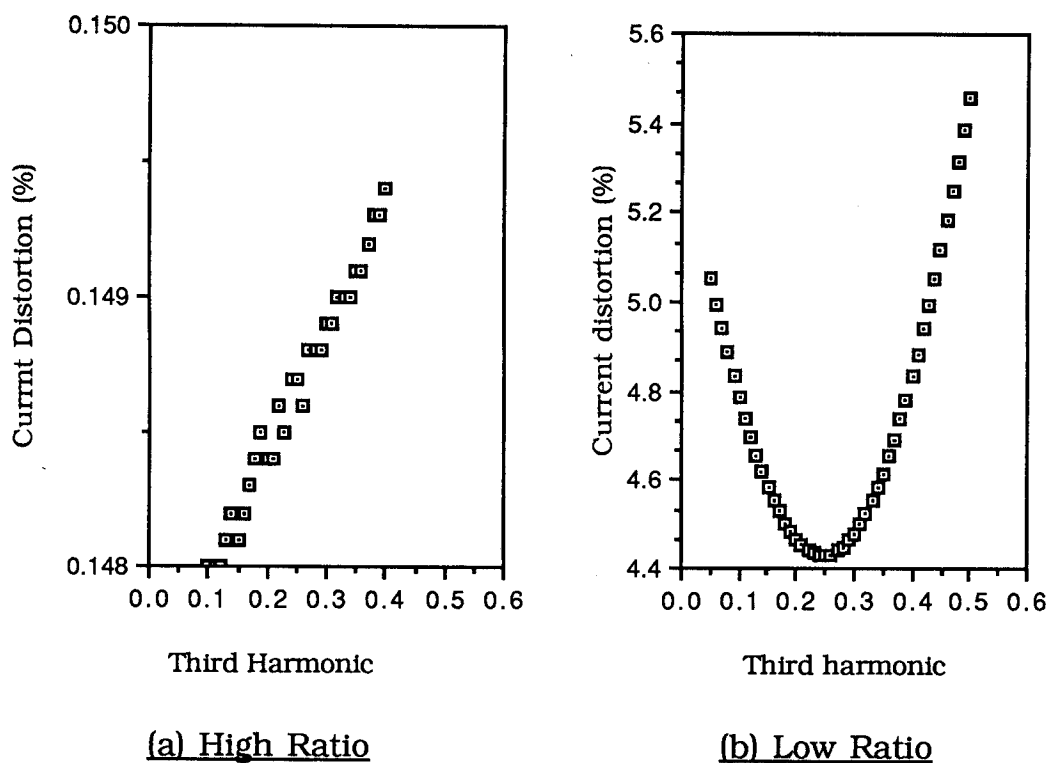 0.150
0.149
0.148
Currnt Distortion (%)
0.0 0.1 0.2 0.3 0.4 0.5 0.6
Third Harmonic
(a) High Ratio
5.6
5.4
5.2
5.0
4.8
4.6
4.4
Current distortion (%)
0.0 0.1 0.2 0.3 0.4 0.5 0.6
Third harmonic
(b) Low Ratio